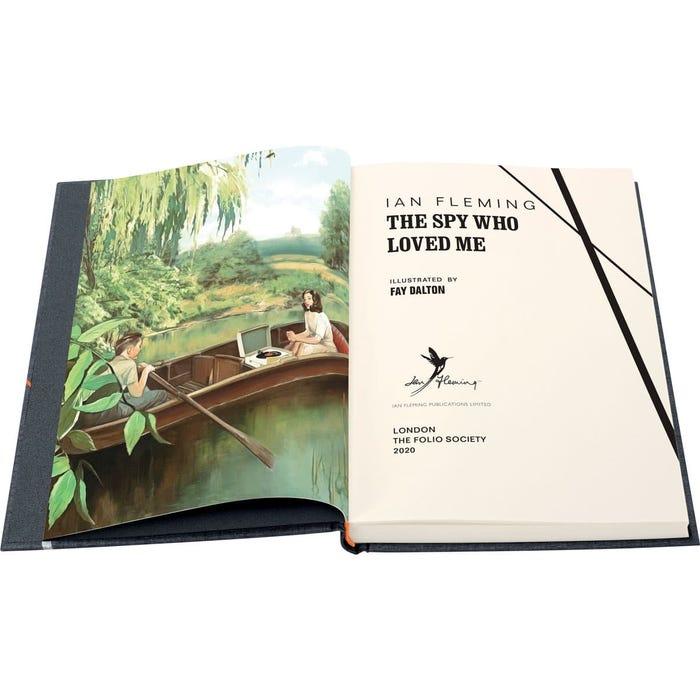 IAN FLEMING
THE SPY WHO
LOVED ME
ILLUSTRATED BY
FAY DALTON
Ian Fleming
IAN FLEMING PUBLICATIONS LIMITED
LONDON
THE FOLIO SOCIETY
2020